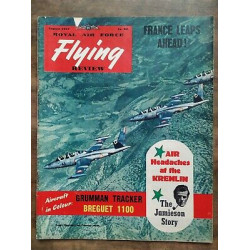 ROYAL AIR FORCE
Flying
REVIEW
FRANCE LEAPS
AHEAD!
AIR
Headaches
of the
KREMLIN
The
Jamieson
Story
Aircraft
in Colour
GRUMMAN TRACKER
BREGUET 1100